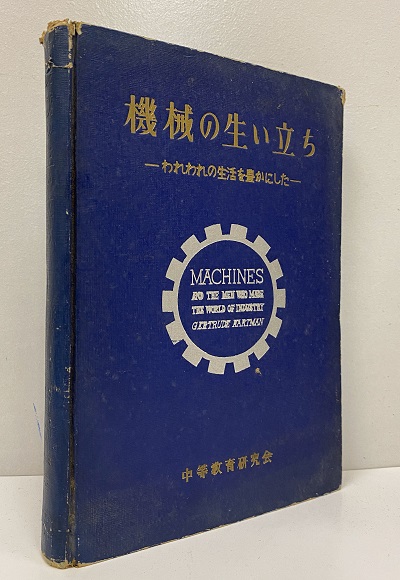 機械の生い立ち
—われわれの生活を豊かにした—
MACHINES
AND THE MEN WHO MADE
THE WORLD OF INDUSTRY
GERTRUDE HARTMAN
中等教育研究会